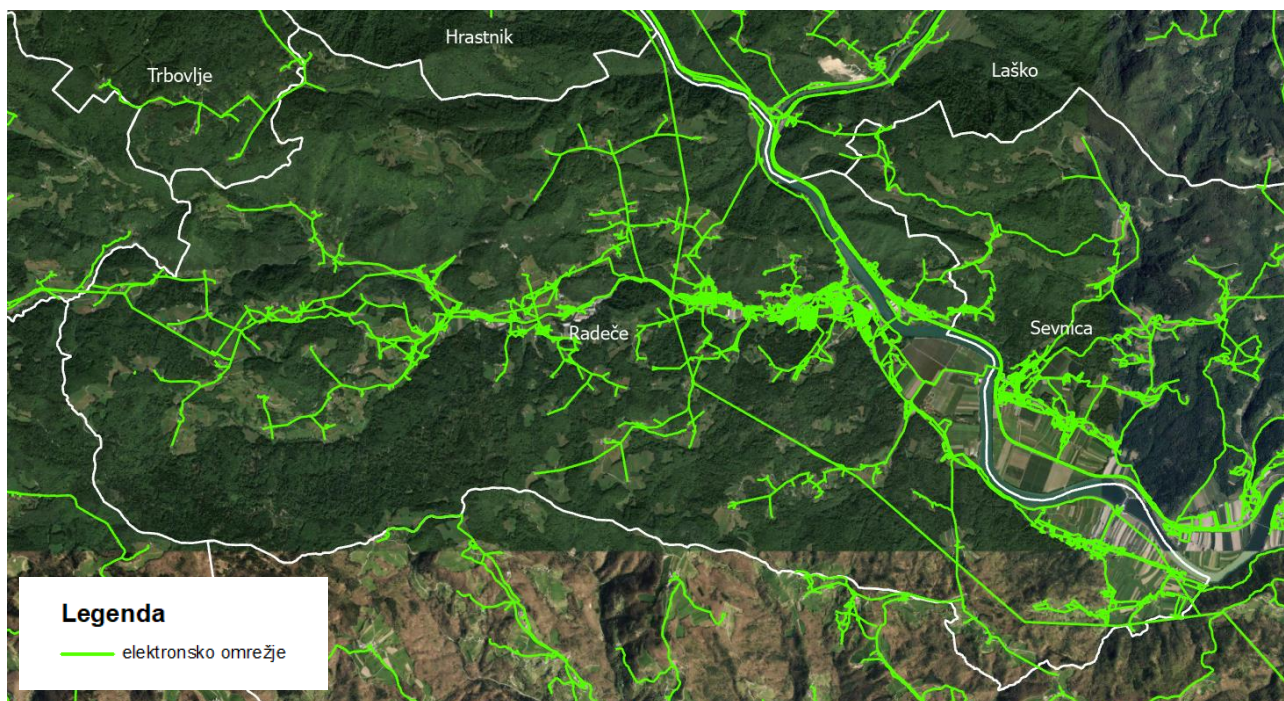 Hrastnik
Trbovlje
Laško
Radeče
Sevnica
Legenda
elektronsko omrežje